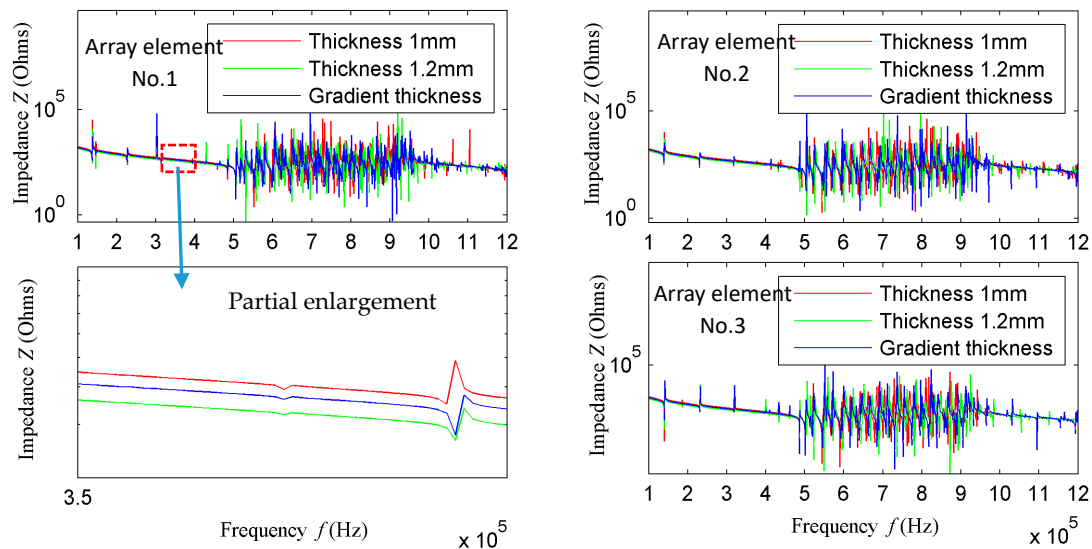 Impedance Z (Ohms)
10^5
10^0
Array element
No.1
Thickness 1mm
Thickness 1.2mm
Gradient thickness
1 2 3 4 5 6 7 8 9 10 11 12
Impedance Z (Ohms)
10^5
10^0
Array element
No.2
Thickness 1mm
Thickness 1.2mm
Gradient thickness
1 2 3 4 5 6 7 8 9 10 11 12
Impedance Z (Ohms)
Partial enlargement
3.5
Frequency f (Hz)
x 10^5
Impedance Z (Ohms)
10^5
Array element
No.3
Thickness 1mm
Thickness 1.2mm
Gradient thickness
1 2 3 4 5 6 7 8 9 10 11 12
Frequency f (Hz)
x 10^5